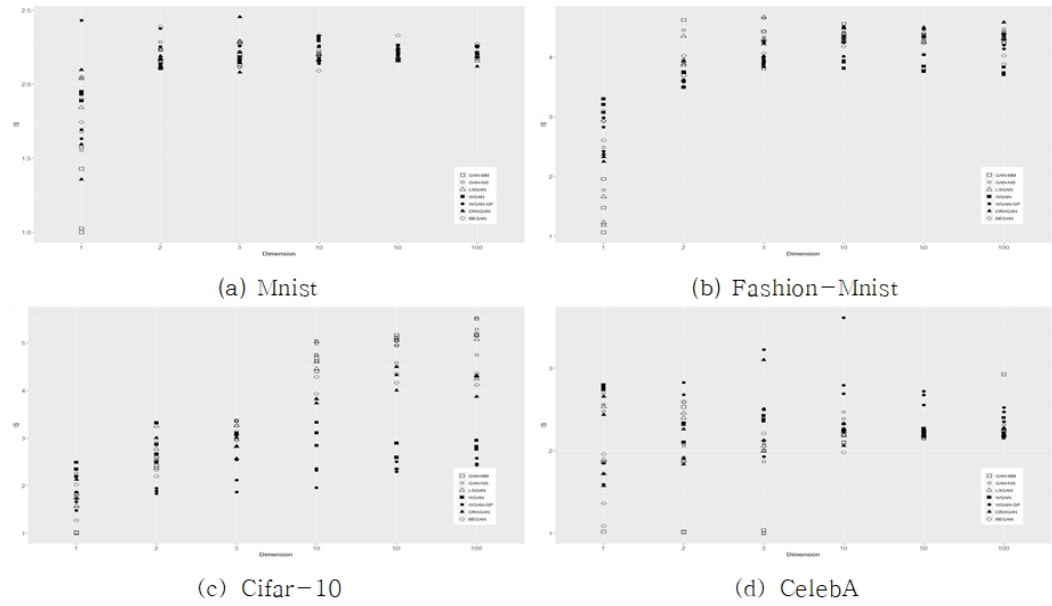 2.5
2.0
1.5
1.0
IS
1 2 3 10 50 100
Dimension
GAN-MM
GAN-NS
LSGAN
WGAN
WGAN-GP
DRAGAN
BEGAN
(a) Mnist
4
3
2
1
IS
1 2 3 10 50 100
Dimension
GAN-MM
GAN-NS
LSGAN
WGAN
WGAN-GP
DRAGAN
BEGAN
(b) Fashion-Mnist
5
4
3
2
1
IS
1 2 3 10 50 100
Dimension
GAN-MM
GAN-NS
LSGAN
WGAN
WGAN-GP
DRAGAN
BEGAN
(c) Cifar-10
3
2
1
IS
1 2 3 10 50 100
Dimension
GAN-MM
GAN-NS
LSGAN
WGAN
WGAN-GP
DRAGAN
BEGAN
(d) CelebA